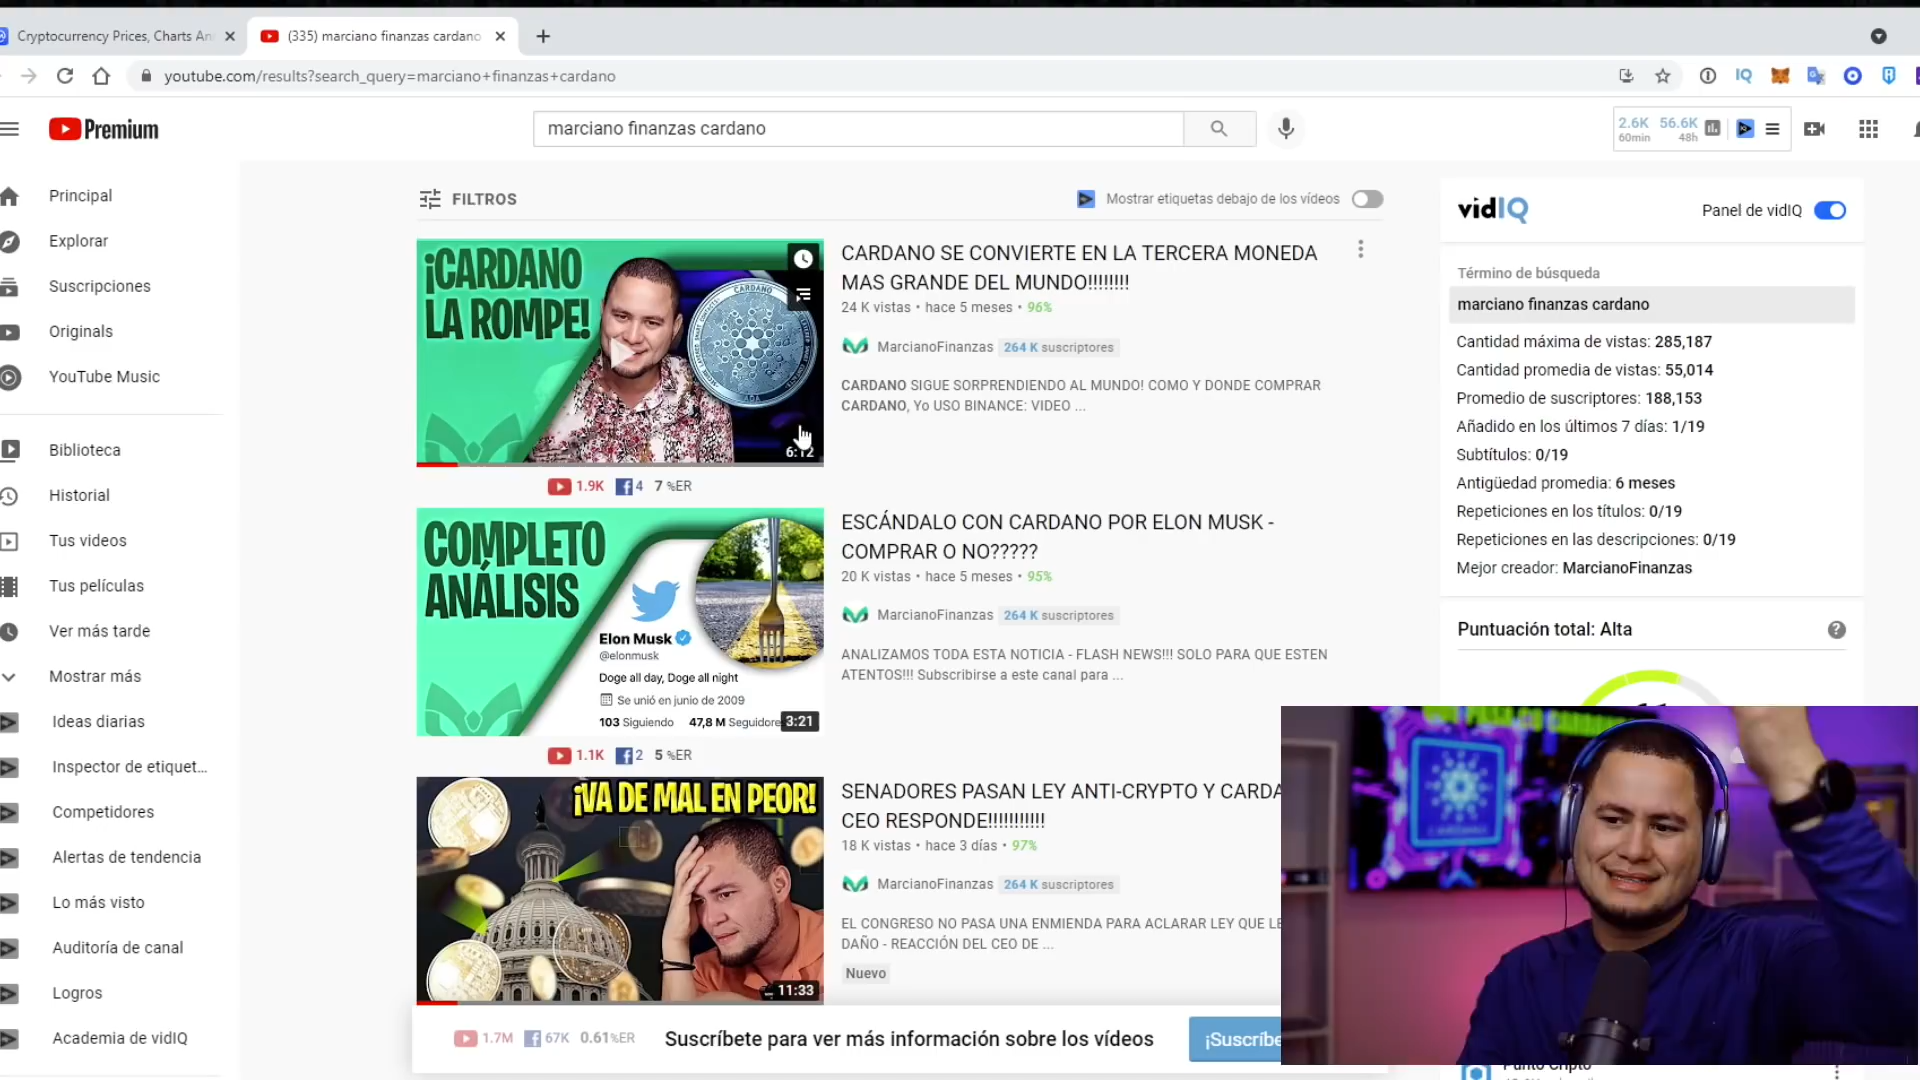 Cryptocurrency Prices, Charts An
(335) marciano finanzas cardano
youtube.com/results?search_query=marciano+finanzas+cardano
IQ
Premium
marciano finanzas cardano
2.6K 60min
56.6K 48h
Principal
Explorar
Suscripciones
Originals
YouTube Music
Biblioteca
Historial
Tus videos
Tus películas
Ver más tarde
Mostrar más
Ideas diarias
Inspector de etiquet...
Competidores
Alertas de tendencia
Lo más visto
Auditoría de canal
Logros
Academia de vidIQ
FILTROS
Mostrar etiquetas debajo de los vídeos
¡CARDANO
LA ROMPE!
CARDANO
6:12
CARDANO SE CONVIERTE EN LA TERCERA MONEDA
MAS GRANDE DEL MUNDO!!!!!!!!
24 K vistas • hace 5 meses • 96%
MarcianoFinanzas 264 K suscriptores
CARDANO SIGUE SORPRENDIENDO AL MUNDO! COMO Y DONDE COMPRAR
CARDANO, Yo USO BINANCE: VIDEO ...
1.9K 4 7 %ER
COMPLETO
ANÁLISIS
Elon Musk
@elonmusk
Doge all day, Doge all night
Se unió en junio de 2009
103 Siguiendo 47,8 M Seguidore
3:21
ESCÁNDALO CON CARDANO POR ELON MUSK -
COMPRAR O NO?????
20 K vistas • hace 5 meses • 95%
MarcianoFinanzas 264 K suscriptores
ANALIZAMOS TODA ESTA NOTICIA - FLASH NEWS!!! SOLO PARA QUE ESTEN
ATENTOS!!! Subscribirse a este canal para ...
1.1K 2 5 %ER
¡VA DE MAL EN PEOR!
11:33
SENADORES PASAN LEY ANTI-CRYPTO Y CARDA
CEO RESPONDE!!!!!!!!!!!
18 K vistas • hace 3 días • 97%
MarcianoFinanzas 264 K suscriptores
EL CONGRESO NO PASA UNA ENMIENDA PARA ACLARAR LEY QUE LE
DAÑO - REACCIÓN DEL CEO DE ...
Nuevo
1.7M 67K 0.61%ER
Suscríbete para ver más información sobre los vídeos
¡Suscríbe
vidIQ
Panel de vidIQ
Término de búsqueda
marciano finanzas cardano
Cantidad máxima de vistas: 285,187
Cantidad promedia de vistas: 55,014
Promedio de suscriptores: 188,153
Añadido en los últimos 7 días: 1/19
Subtítulos: 0/19
Antigüedad promedia: 6 meses
Repeticiones en los títulos: 0/19
Repeticiones en las descripciones: 0/19
Mejor creador: MarcianoFinanzas
Puntuación total: Alta
CARDANO
Punto Cripto